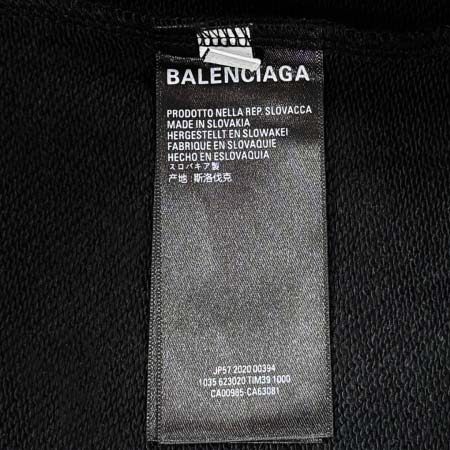 BALENCIAGA
PRODOTTO NELLA REP. SLOVACCA
MADE IN SLOVAKIA
HERGESTELLT EN SLOWAKEI
FABRIQUE EN SLOVAQUIE
HECHO EN ESLOVAQUIA
スロバキア製
产地：斯洛伐克
JP57 2020 00394
1035 623020 TIM39 1000
CA00985-CA63081